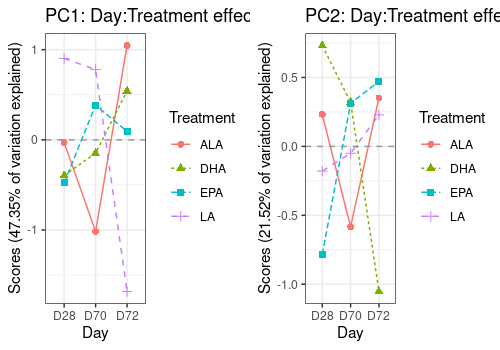 PC1: Day:Treatment effec
Scores (47.35% of variation explained)
1
0
-1
D28 D70 D72
Day
Treatment
ALA
DHA
EPA
LA
PC2: Day:Treatment effec
Scores (21.52% of variation explained)
0.5
0.0
-0.5
-1.0
D28 D70 D72
Day
Treatment
ALA
DHA
EPA
LA